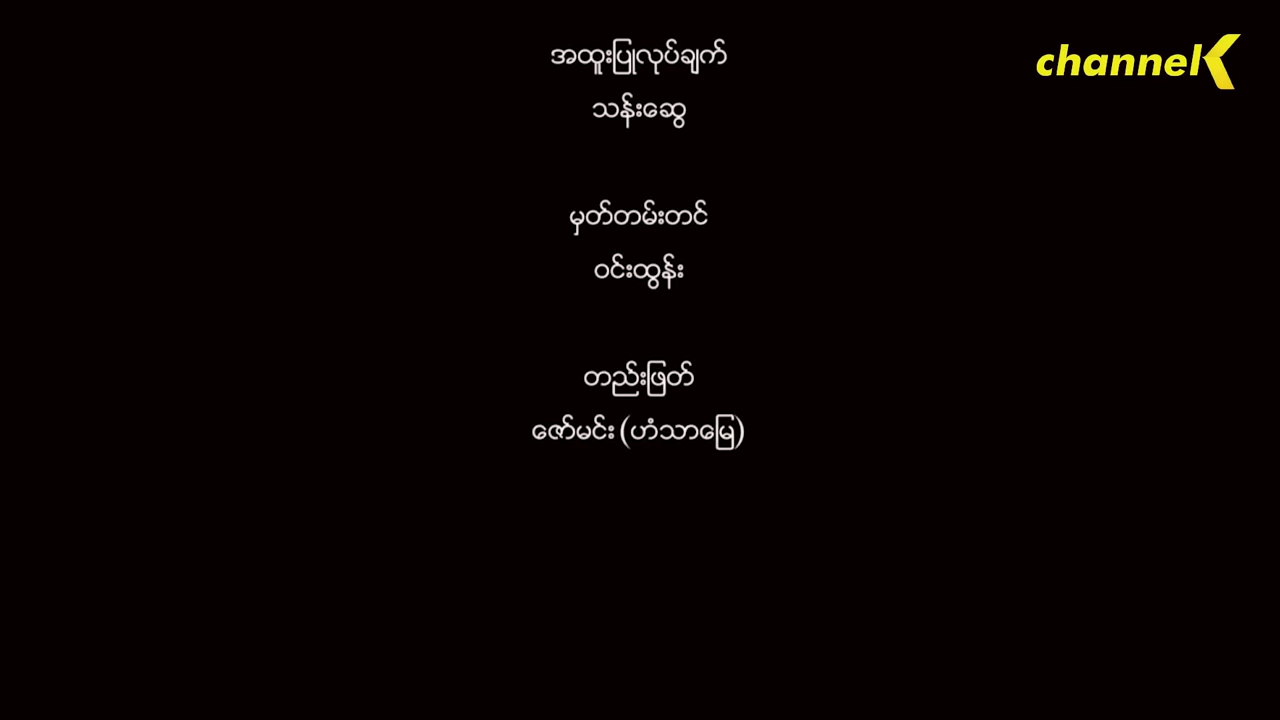 channelK
အထူးပြုလုပ်ချက်
သန်းဆွေ
မှတ်တမ်းတင်
ဝင်းထွန်း
တည်းဖြတ်
ဇော်မင်း (ဟံသာမြေ)